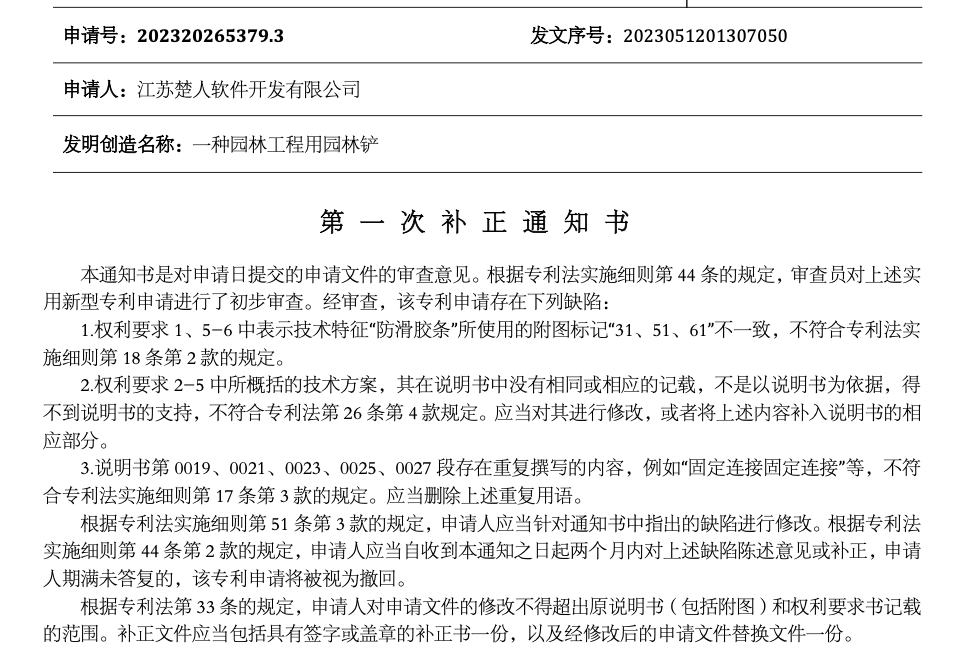 申请号：202320265379.3 发文序号：2023051201307050
申请人：江苏楚人软件开发有限公司
发明创造名称：一种园林工程用园林铲
第一次补正通知书
本通知书是对申请日提交的申请文件的审查意见。根据专利法实施细则第 44 条的规定，审查员对上述实
用新型专利申请进行了初步审查。经审查，该专利申请存在下列缺陷：
1.权利要求 1、5–6 中表示技术特征“防滑胶条”所使用的附图标记“31、51、61”不一致，不符合专利法实
施细则第 18 条第 2 款的规定。
2.权利要求 2–5 中所概括的技术方案，其在说明书中没有相同或相应的记载，不是以说明书为依据，得
不到说明书的支持，不符合专利法第 26 条第 4 款规定。应当对其进行修改，或者将上述内容补入说明书的相
应部分。
3.说明书第 0019、0021、0023、0025、0027 段存在重复撰写的内容，例如“固定连接固定连接”等，不符
合专利法实施细则第 17 条第 3 款的规定。应当删除上述重复用语。
根据专利法实施细则第 51 条第 3 款的规定，申请人应当针对通知书中指出的缺陷进行修改。根据专利法
实施细则第 44 条第 2 款的规定，申请人应当自收到本通知之日起两个月内对上述缺陷陈述意见或补正，申请
人期满未答复的，该专利申请将被视为撤回。
根据专利法第 33 条的规定，申请人对申请文件的修改不得超出原说明书（包括附图）和权利要求书记载
的范围。补正文件应当包括具有签字或盖章的补正书一份，以及经修改后的申请文件替换文件一份。